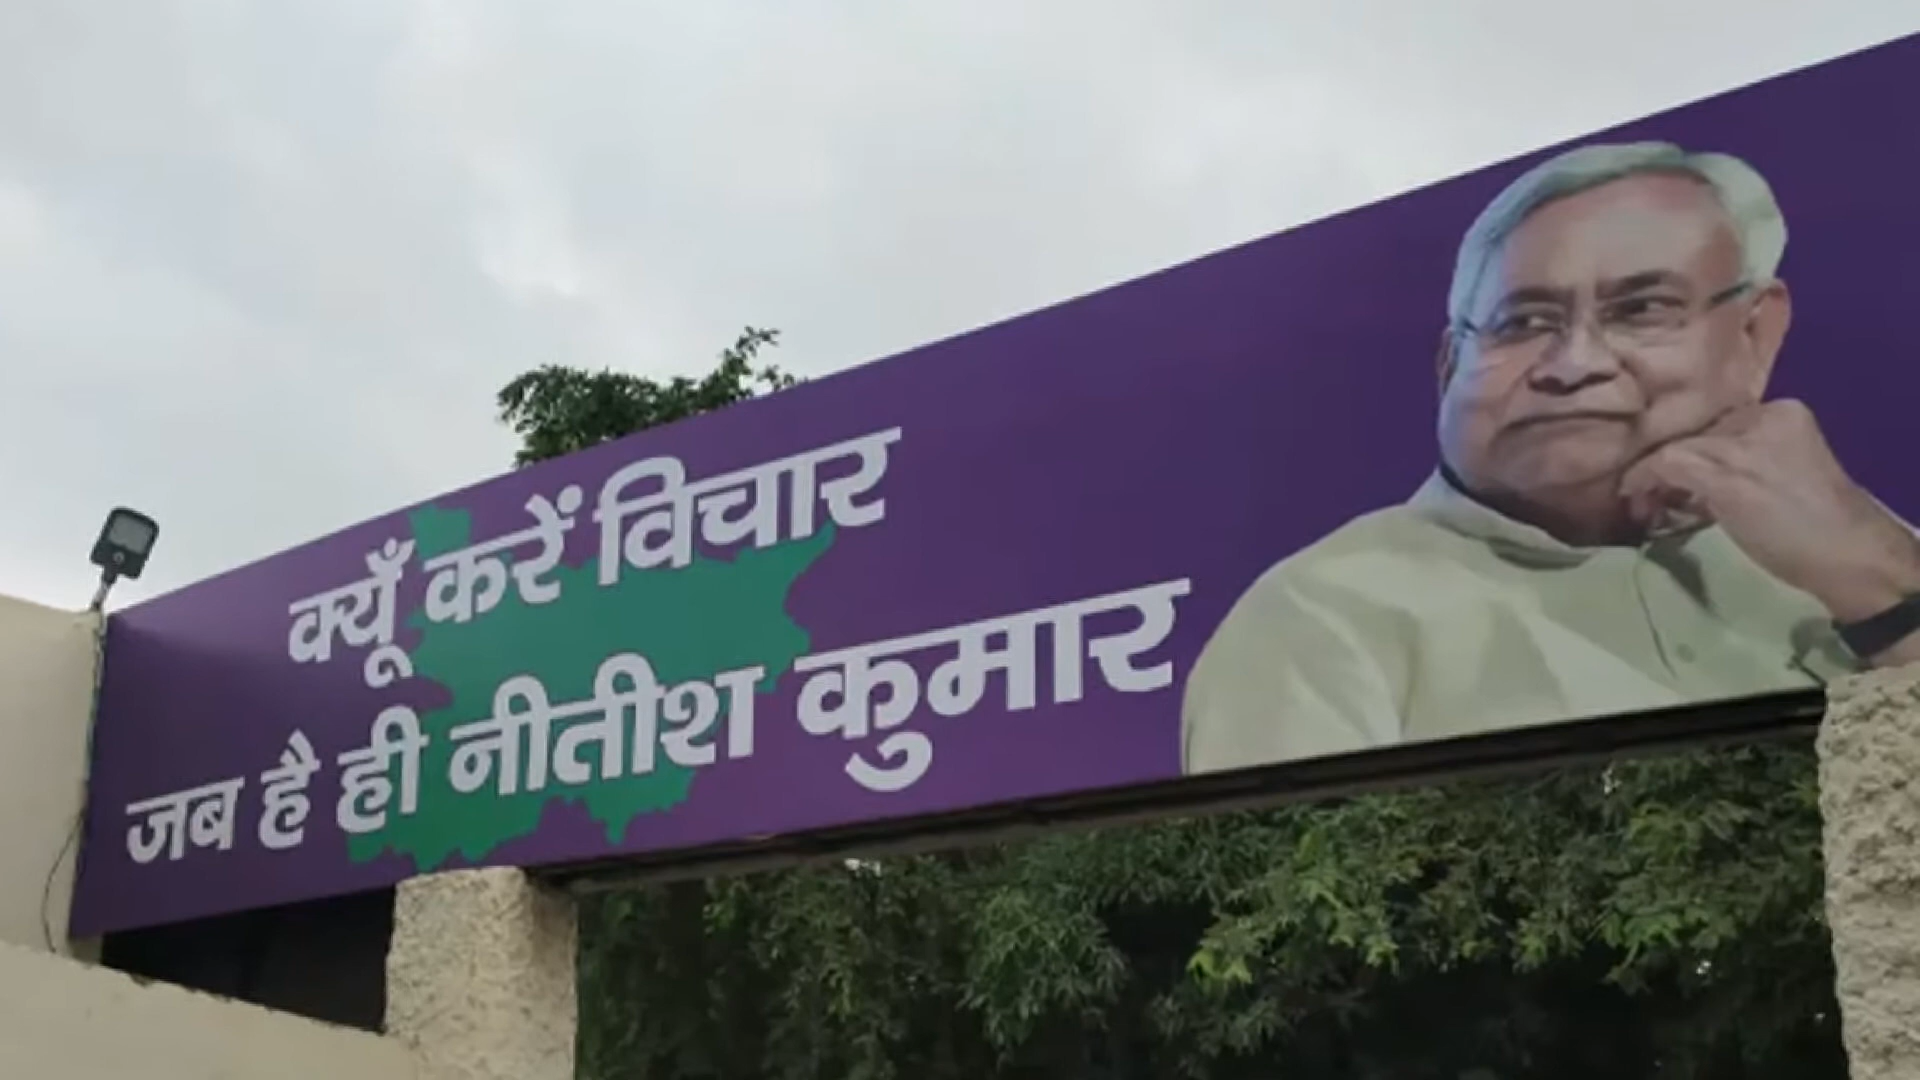 क्यूँ करें विचार
जब है ही नीतीश कुमार